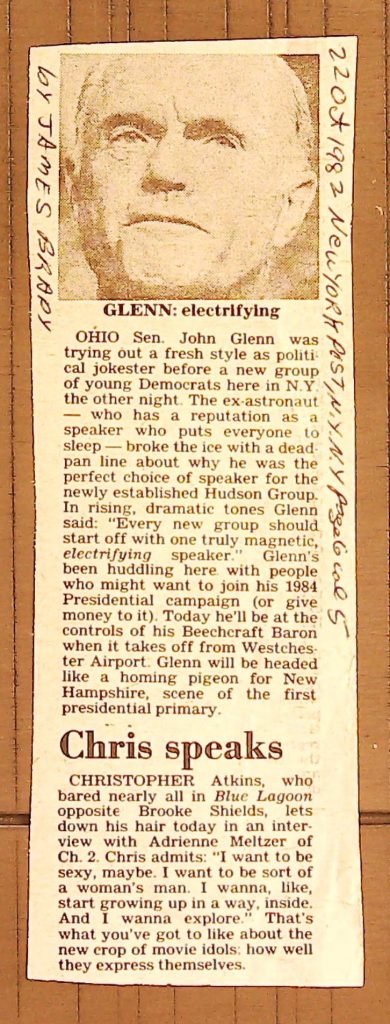 by JAMES BRADY
22 Oct 1982 NEW YORK POST, N.Y. N.Y Page 6 col 5
GLENN: electrifying
OHIO Sen. John Glenn was
trying out a fresh style as politi-
cal jokester before a new group
of young Democrats here in N.Y.
the other night. The ex-astronaut
— who has a reputation as a
speaker who puts everyone to
sleep — broke the ice with a dead-
pan line about why he was the
perfect choice of speaker for the
newly established Hudson Group.
In rising, dramatic tones Glenn
said: "Every new group should
start off with one truly magnetic,
electrifying speaker." Glenn's
been huddling here with people
who might want to join his 1984
Presidential campaign (or give
money to it). Today he'll be at the
controls of his Beechcraft Baron
when it takes off from Westches-
ter Airport. Glenn will be headed
like a homing pigeon for New
Hampshire, scene of the first
presidential primary.
Chris speaks
CHRISTOPHER Atkins, who
bared nearly all in Blue Lagoon
opposite Brooke Shields, lets
down his hair today in an inter-
view with Adrienne Meltzer of
Ch. 2. Chris admits: "I want to be
sexy, maybe. I want to be sort of
a woman's man. I wanna, like,
start growing up in a way, inside.
And I wanna explore." That's
what you've got to like about the
new crop of movie idols: how well
they express themselves.